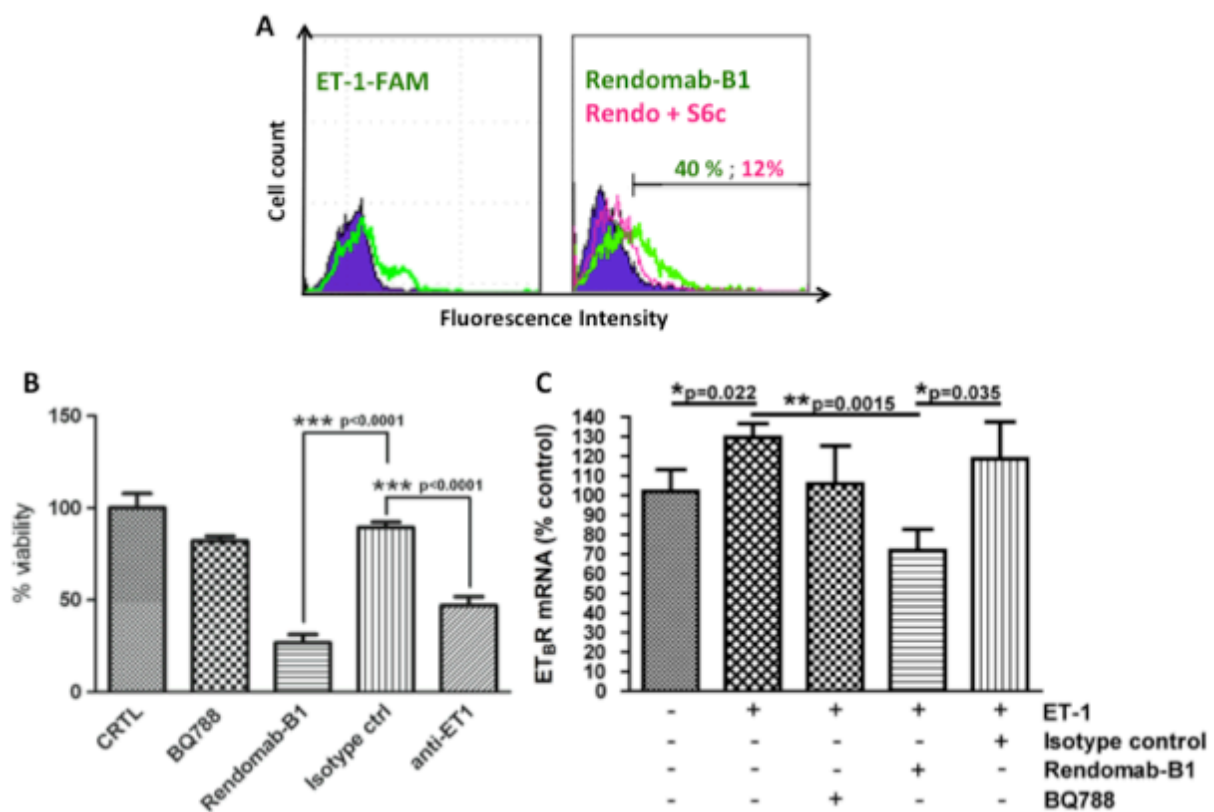 A
ET-1-FAM
Rendomab-B1
Rendo + S6c
40 % ; 12%
Cell count
Fluorescence Intensity
B
150
100
50
0
% viability
*** p<0.0001
*** p<0.0001
CRTL
BQ788
Rendomab-B1
Isotype ctrl
anti-ET1
C
*p=0.022
**p=0.0015
*p=0.035
140
130
120
110
100
90
80
70
60
50
40
30
20
10
0
ETBR mRNA (% control)
- + + + + ET-1
- - - - + Isotype control
- - - + - Rendomab-B1
- - + - - BQ788